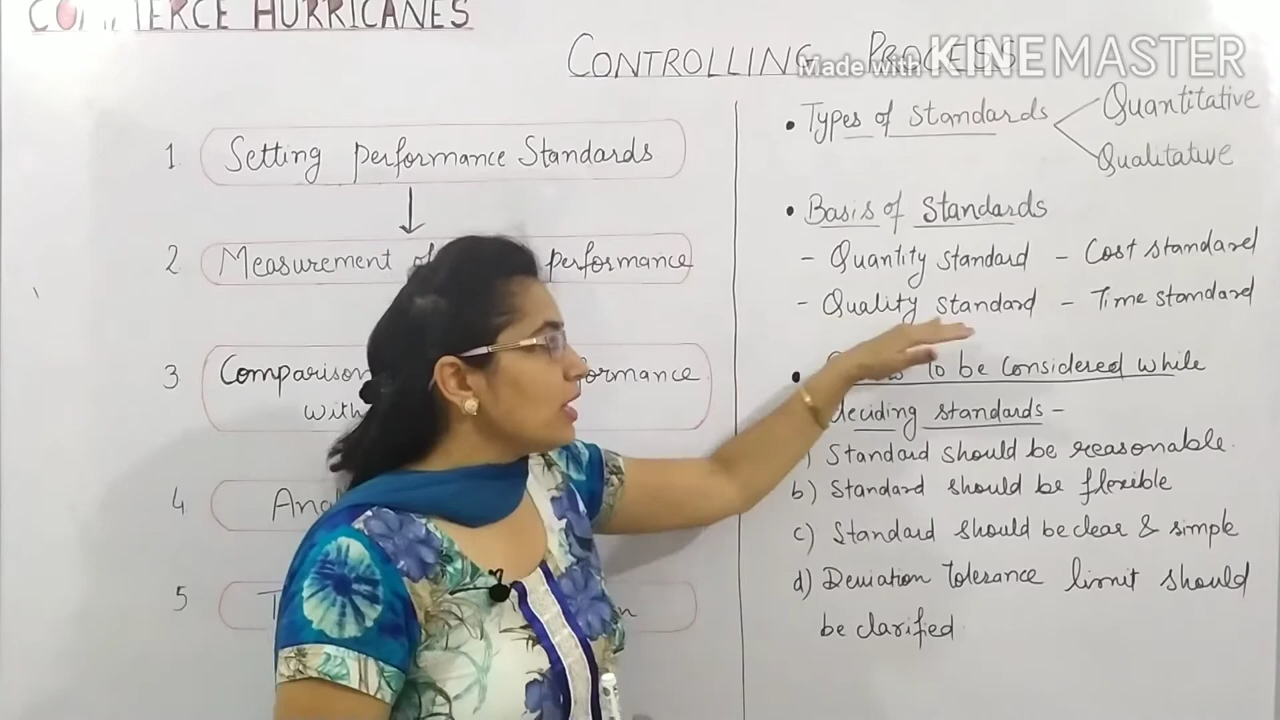 COMMERCE HURRICANES
CONTROLLING PROCESS
Made with KINEMASTER
1 Setting performance Standards
2 Measurement of performance
3 Comparison
with
4
5
• Types of Standards
Quantitative
Qualitative
• Basis of Standards
- Quantity standard - Cost standard
- Quality standard - Time standard
• to be considered while
deciding standards -
Standard should be reasonable.
b) Standard should be flexible
c) Standard should be clear & simple
d) Deviation tolerance limit should
be clarified